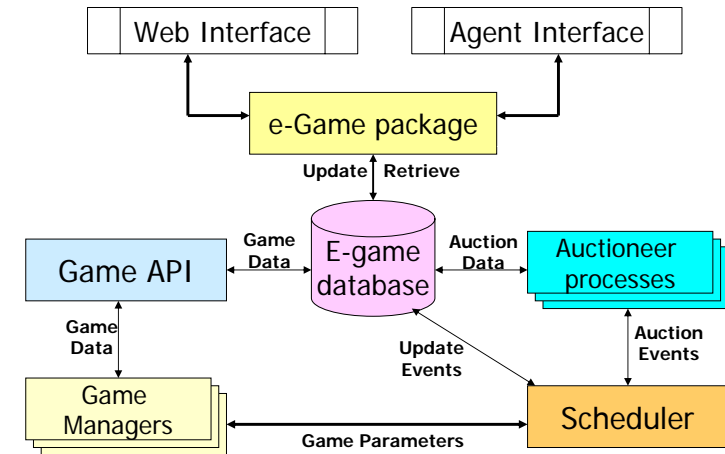 Web Interface
Agent Interface
e-Game package
Update Retrieve
Game
Data
E-game
database
Auction
Data
Auctioneer
processes
Game API
Game
Data
Update
Events
Auction
Events
Game
Managers
Game Parameters
Scheduler